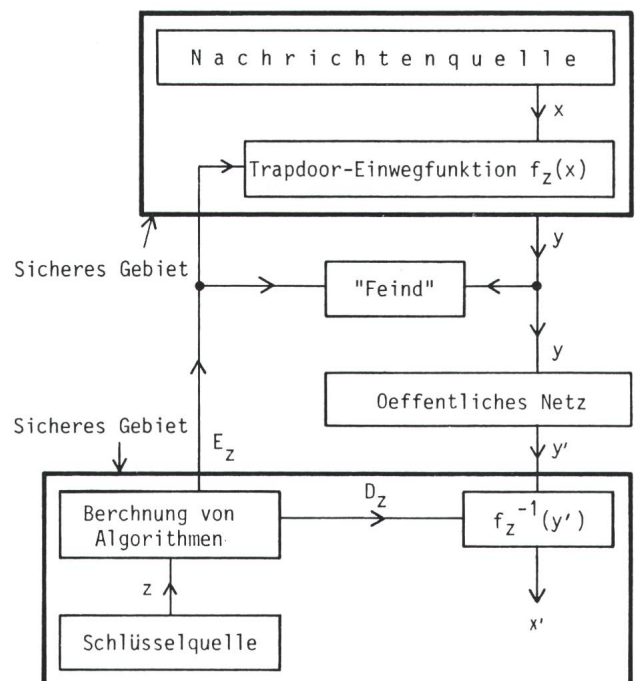 Nachrichtenquelle
x
Trapdoor-Einwegfunktion f_z(x)
y
Sicheres Gebiet
"Feind"
y
Oeffentliches Netz
Sicheres Gebiet
E_z
y'
D_z
Berchnung von
Algorithmen
f_z^{-1}(y')
z
x'
Schlüsselquelle